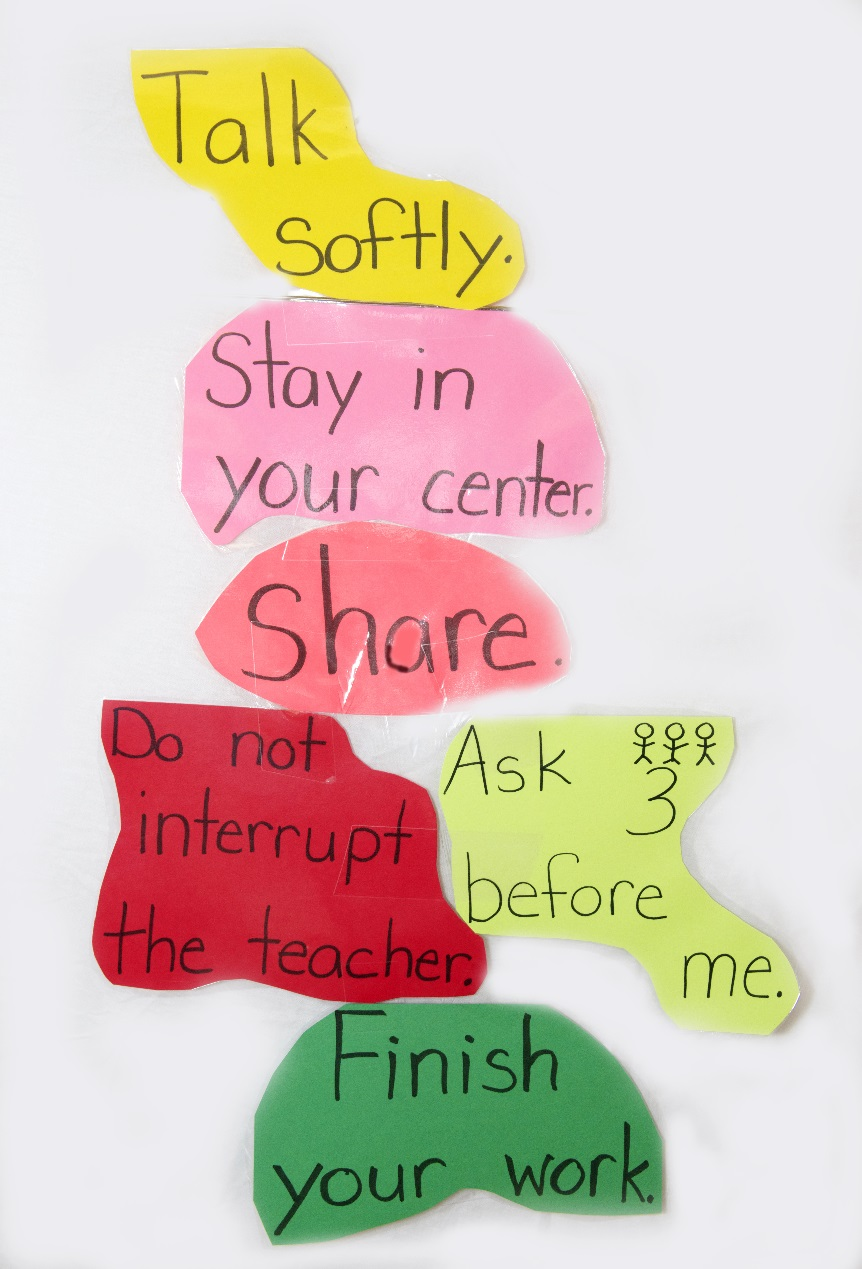 Talk
softly.
Stay in
your center.
Share.
Do not
interrupt
the teacher.
Ask
3
before
me.
Finish
your work.